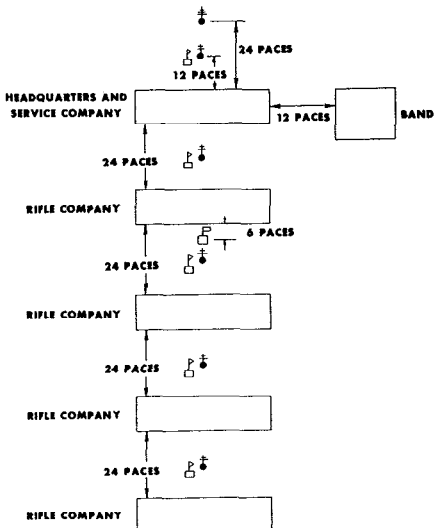 24 PACES
12 PACES
HEADQUARTERS AND
SERVICE COMPANY
12 PACES
BAND
24 PACES
RIFLE COMPANY
6 PACES
24 PACES
RIFLE COMPANY
24 PACES
RIFLE COMPANY
24 PACES
RIFLE COMPANY